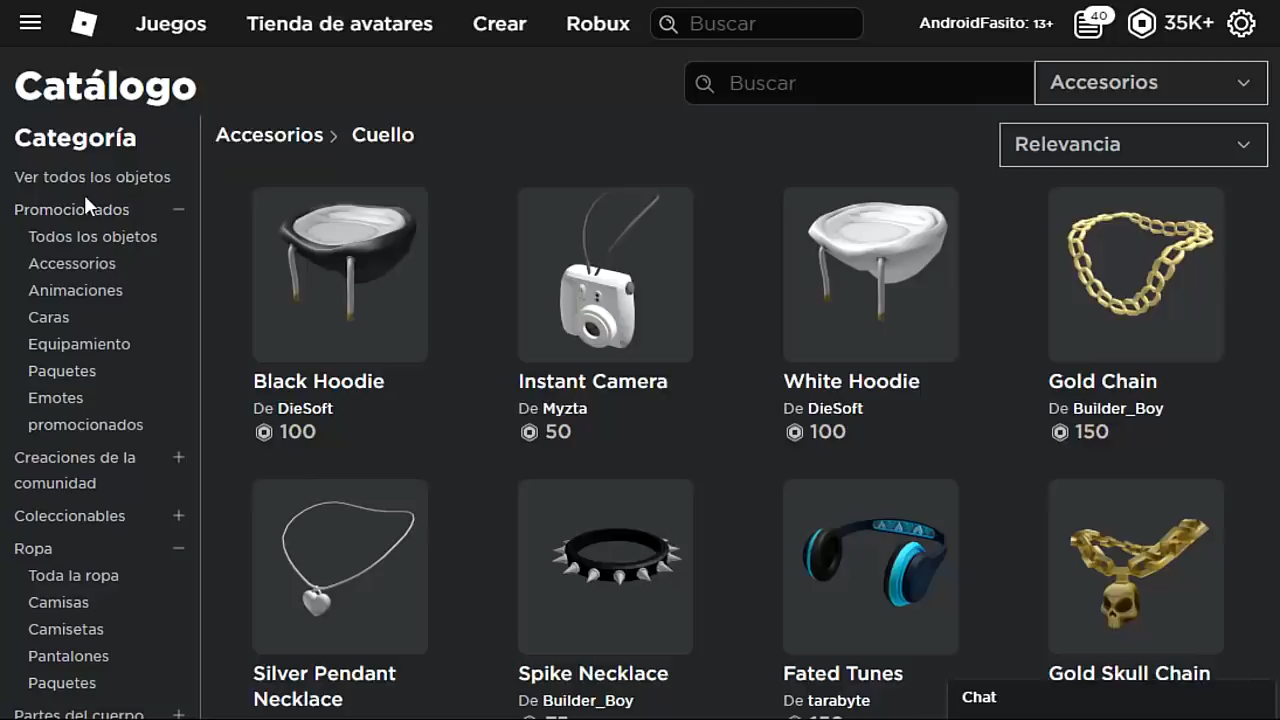 Juegos Tienda de avatares Crear Robux Buscar AndroidFasito: 13+ 40 35K+
Catálogo
Buscar Accesorios
Categoría
Accesorios > Cuello
Relevancia
Ver todos los objetos
Promocionados −
Todos los objetos
Accessorios
Animaciones
Caras
Equipamiento
Paquetes
Emotes
promocionados
Creaciones de la +
comunidad
Coleccionables +
Ropa −
Toda la ropa
Camisas
Camisetas
Pantalones
Paquetes
Partes del cuerpo +
Black Hoodie
De DieSoft
100
Instant Camera
De Myzta
50
White Hoodie
De DieSoft
100
Gold Chain
De Builder_Boy
150
Silver Pendant
Necklace
Spike Necklace
De Builder_Boy
Fated Tunes
De tarabyte
Gold Skull Chain
Chat